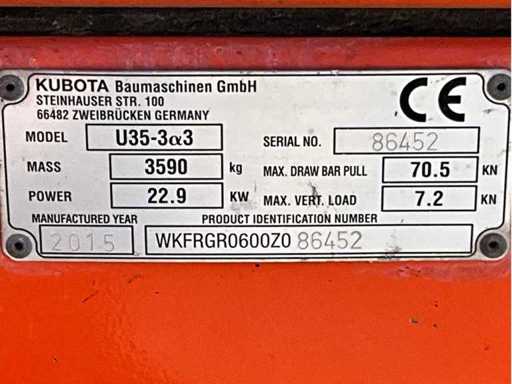 KUBOTA Baumaschinen GmbH
STEINHAUSER STR. 100
66482 ZWEIBRÜCKEN GERMANY
CE
MODEL U35-3α3 SERIAL NO. 86452
MASS 3590 kg MAX. DRAW BAR PULL 70.5 KN
POWER 22.9 KW MAX. VERT. LOAD 7.2 KN
MANUFACTURED YEAR PRODUCT IDENTIFICATION NUMBER
2015 WKFRGR0600Z0 86452